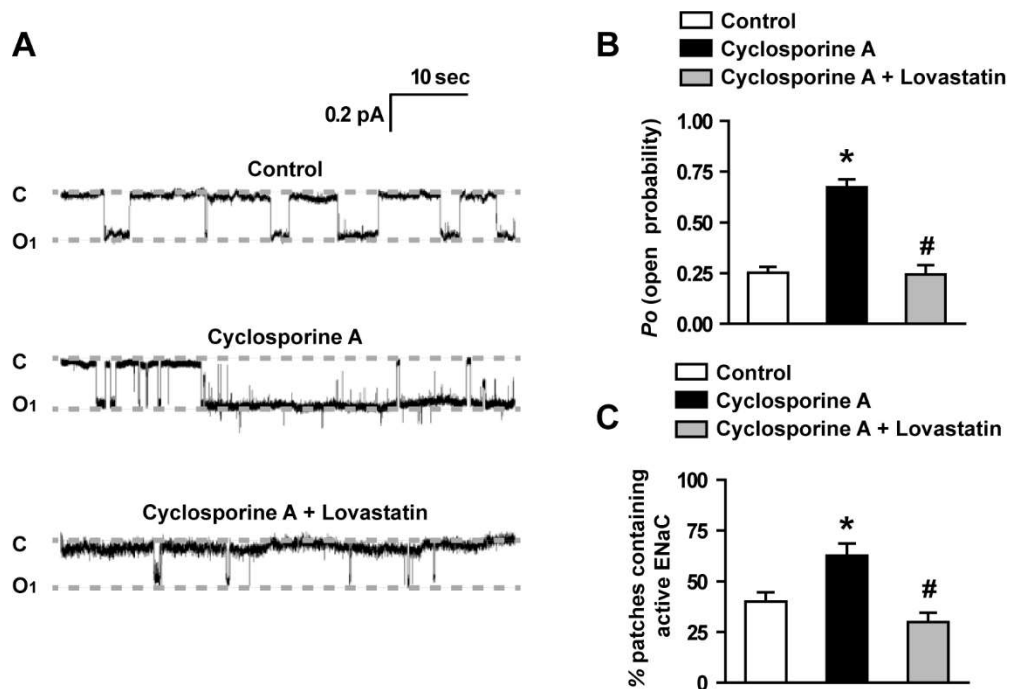 A
10 sec
0.2 pA
Control
C
O1
Cyclosporine A
C
O1
Cyclosporine A + Lovastatin
C
O1
B
Control
Cyclosporine A
Cyclosporine A + Lovastatin
Po (open probability)
1.00
0.75
0.50
0.25
0.00
*
#
C
Control
Cyclosporine A
Cyclosporine A + Lovastatin
% patches containing
active ENaC
100
75
50
25
0
*
#